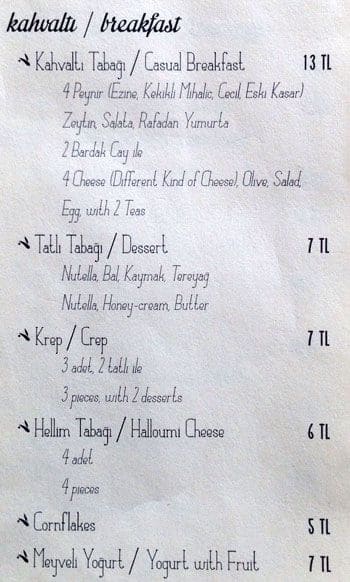 kahvaltı / breakfast
Kahvaltı Tabağı / Casual Breakfast 13 TL
4 Peynir (Ezine, Kekikli Mihalic, Cecil, Eski Kasar)
Zeytin, Salata, Rafadan Yumurta
2 Bardak Cay ile
4 Cheese (Different Kind of Cheese), Olive, Salad,
Egg, with 2 Teas
Tatlı Tabağı / Dessert 7 TL
Nutella, Bal, Kaymak, Tereyağ
Nutella, Honey-cream, Butter
Krep / Crep 7 TL
3 adet, 2 tatlı ile
3 pieces, with 2 desserts
Hellim Tabağı / Halloumi Cheese 6 TL
4 adet
4 pieces
Cornflakes 5 TL
Meyveli Yoğurt / Yogurt with Fruit 7 TL